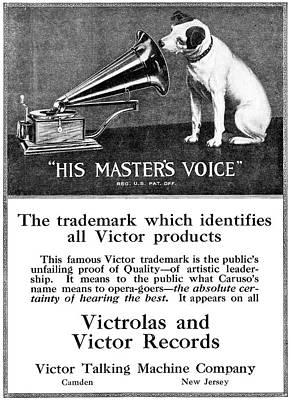 "HIS MASTER'S VOICE"
REG. U.S. PAT. OFF.
The trademark which identifies
all Victor products
This famous Victor trademark is the public's
unfailing proof of Quality—of artistic leader-
ship. It means to the public what Caruso's
name means to opera-goers—the absolute cer-
tainty of hearing the best. It appears on all
Victrolas and
Victor Records
Victor Talking Machine Company
Camden New Jersey